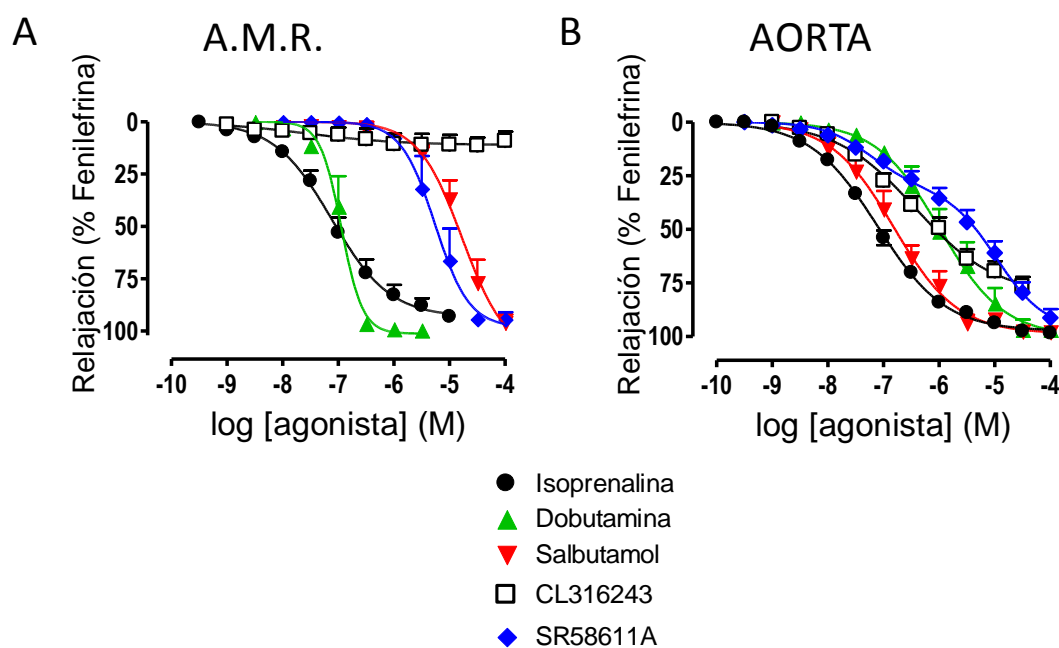 A
A.M.R.
B
AORTA
Relajación (% Fenilefrina)
0
25
50
75
100
-10 -9 -8 -7 -6 -5 -4
log [agonista] (M)
Relajación (% Fenilefrina)
0
25
50
75
100
-10 -9 -8 -7 -6 -5 -4
log [agonista] (M)
Isoprenalina
Dobutamina
Salbutamol
CL316243
SR58611A